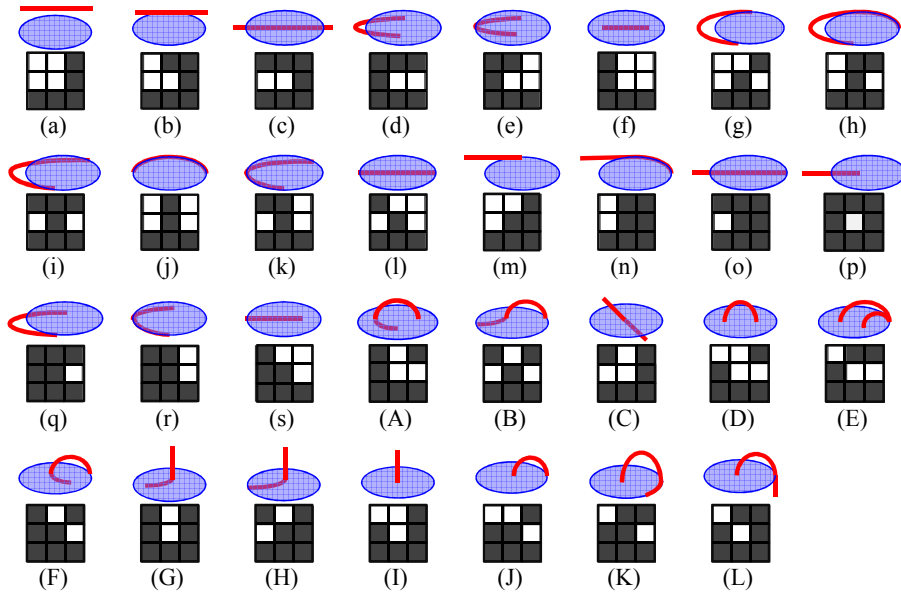 (a) (b) (c) (d) (e) (f) (g) (h)
(i) (j) (k) (l) (m) (n) (o) (p)
(q) (r) (s) (A) (B) (C) (D) (E)
(F) (G) (H) (I) (J) (K) (L)